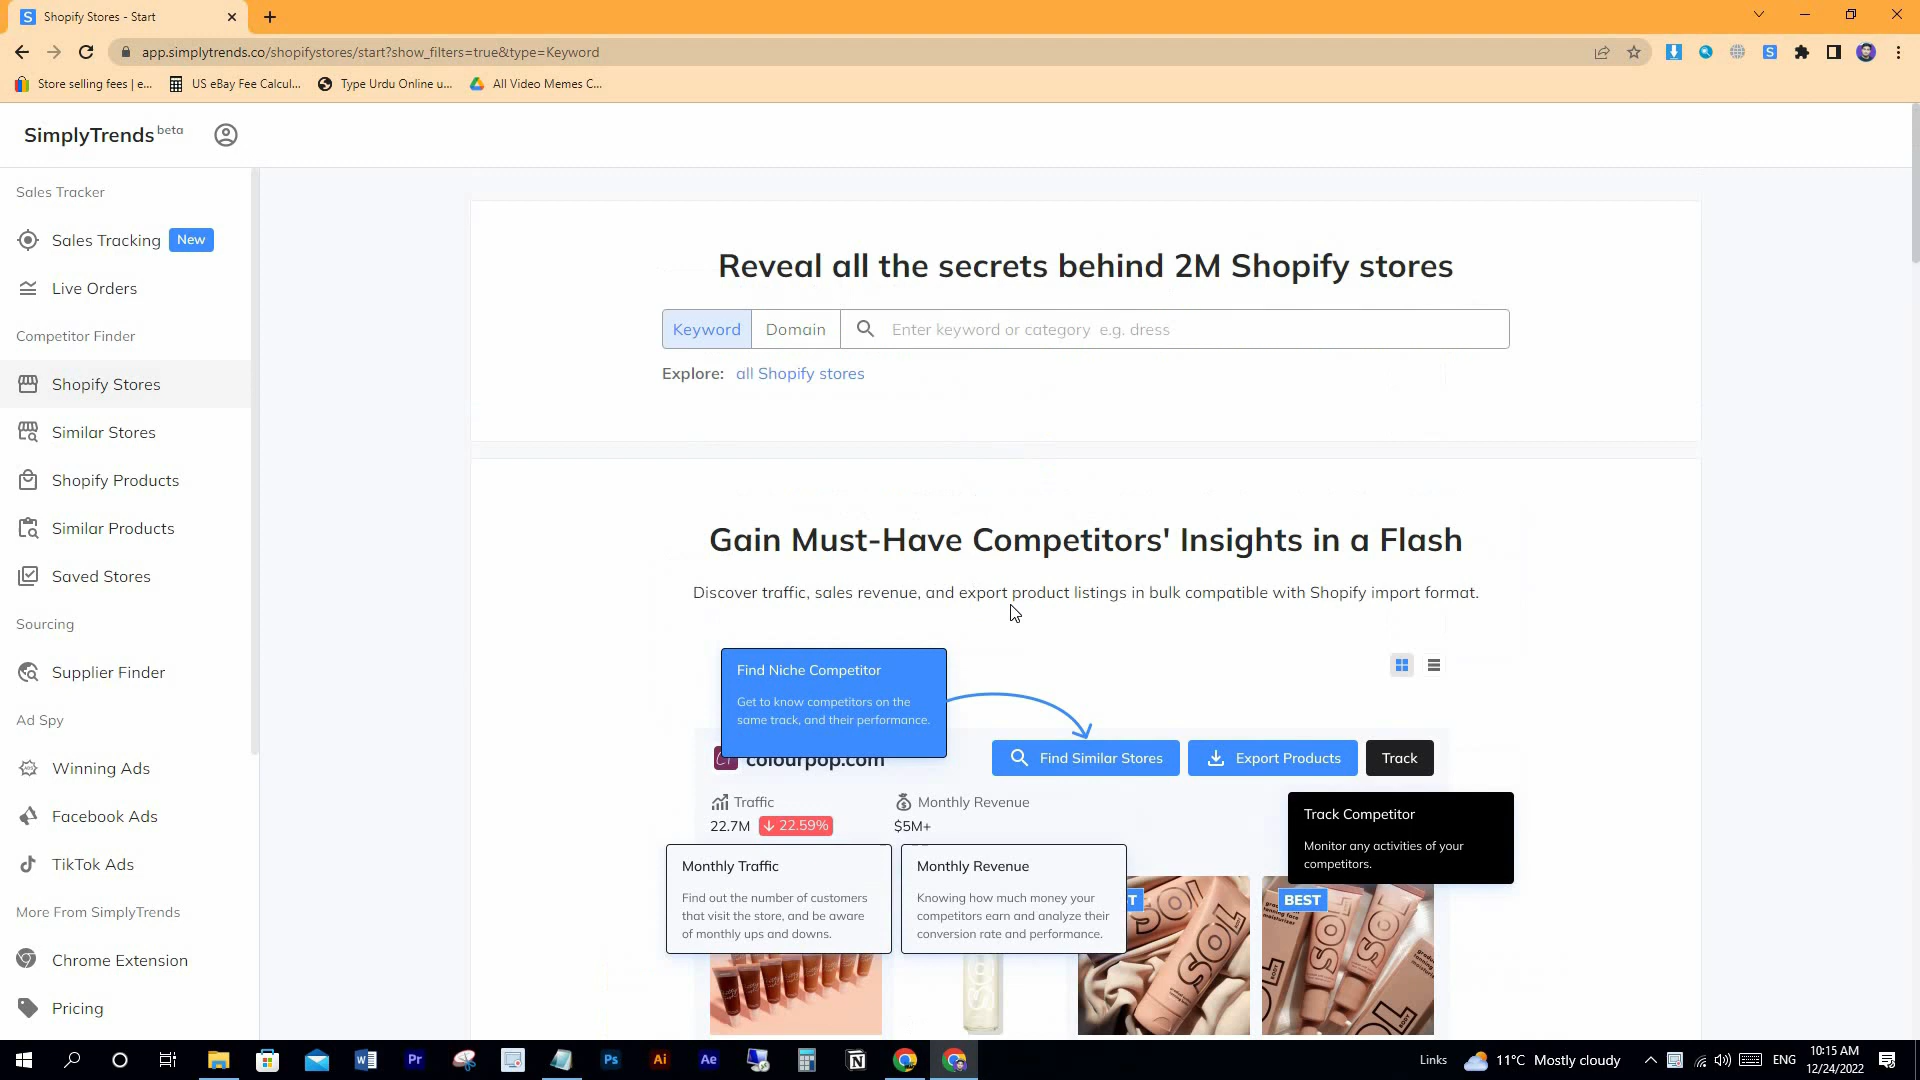 Shopify Stores - Start
app.simplytrends.co/shopifystores/start?show_filters=true&type=Keyword
Store selling fees | e...
US eBay Fee Calcul...
Type Urdu Online u...
All Video Memes C...
SimplyTrends beta
Sales Tracker
Sales Tracking New
Live Orders
Competitor Finder
Shopify Stores
Similar Stores
Shopify Products
Similar Products
Saved Stores
Sourcing
Supplier Finder
Ad Spy
Winning Ads
Facebook Ads
TikTok Ads
More From SimplyTrends
Chrome Extension
Pricing
Reveal all the secrets behind 2M Shopify stores
Keyword Domain Enter keyword or category e.g. dress
Explore: all Shopify stores
Gain Must-Have Competitors' Insights in a Flash
Discover traffic, sales revenue, and export product listings in bulk compatible with Shopify import format.
Find Niche Competitor
Get to know competitors on the
same track, and their performance.
colourpop.com
Find Similar Stores Export Products Track
Traffic Monthly Revenue
22.7M 22.59% $5M+
Track Competitor
Monitor any activities of your
competitors.
Monthly Traffic
Find out the number of customers
that visit the store, and be aware
of monthly ups and downs.
Monthly Revenue
Knowing how much money your
competitors earn and analyze their
conversion rate and performance.
BEST
SOL
SOL
SOL
SOL
Links 11°C Mostly cloudy ENG
10:15 AM
12/24/2022